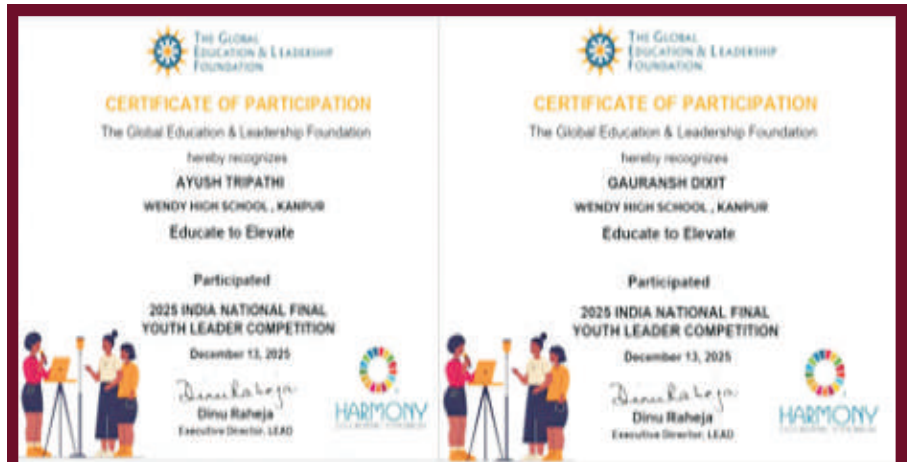 THE GLOBAL
EDUCATION & LEADERSHIP
FOUNDATION
CERTIFICATE OF PARTICIPATION
The Global Education & Leadership Foundation
hereby recognizes
AYUSH TRIPATHI
WENDY HIGH SCHOOL , KANPUR
Educate to Elevate
Participated
2025 INDIA NATIONAL FINAL
YOUTH LEADER COMPETITION
December 13, 2025
Dinu Raheja
Dinu Raheja
Executive Director, LEAD
HARMONY
THE GLOBAL
EDUCATION & LEADERSHIP
FOUNDATION
CERTIFICATE OF PARTICIPATION
The Global Education & Leadership Foundation
hereby recognizes
GAURANSH DIXIT
WENDY HIGH SCHOOL , KANPUR
Educate to Elevate
Participated
2025 INDIA NATIONAL FINAL
YOUTH LEADER COMPETITION
December 13, 2025
Dinu Raheja
Dinu Raheja
Executive Director, LEAD
HARMONY